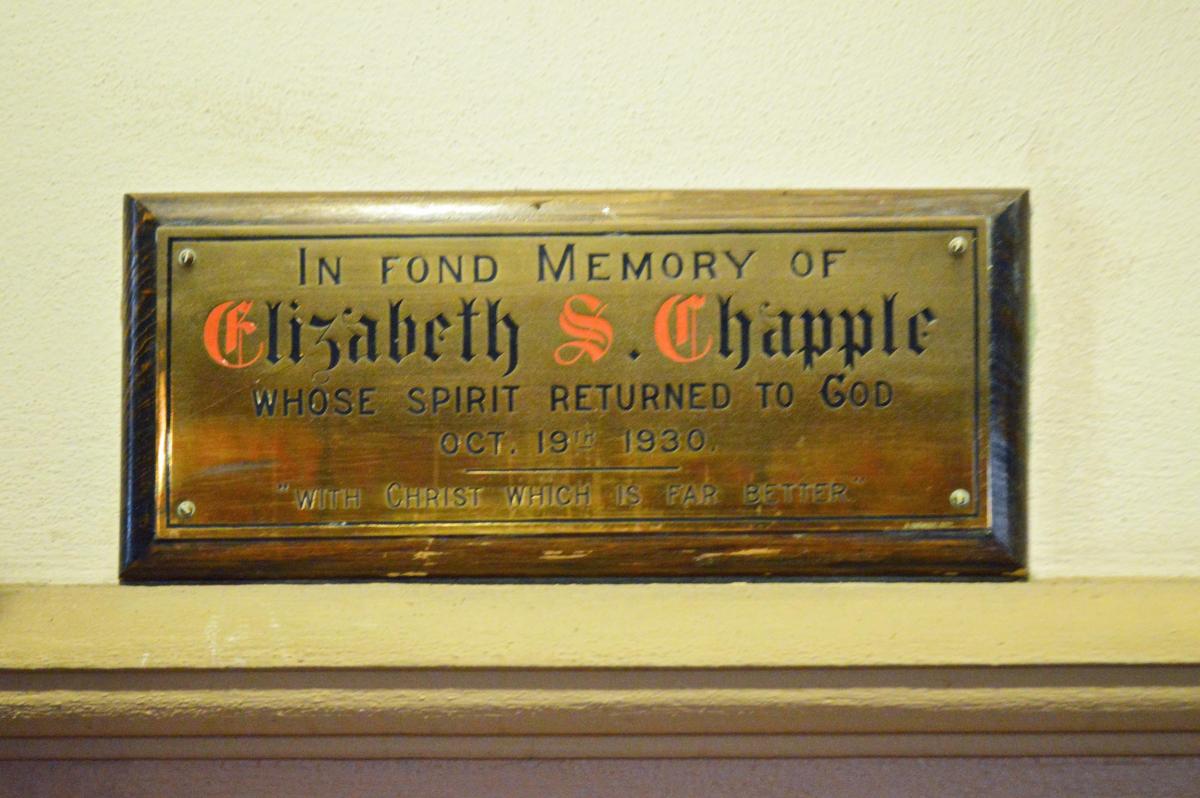 In fond Memory of
Elizabeth S. Chapple
whose spirit returned to God
Oct. 19th 1930.
"with Christ which is far better."